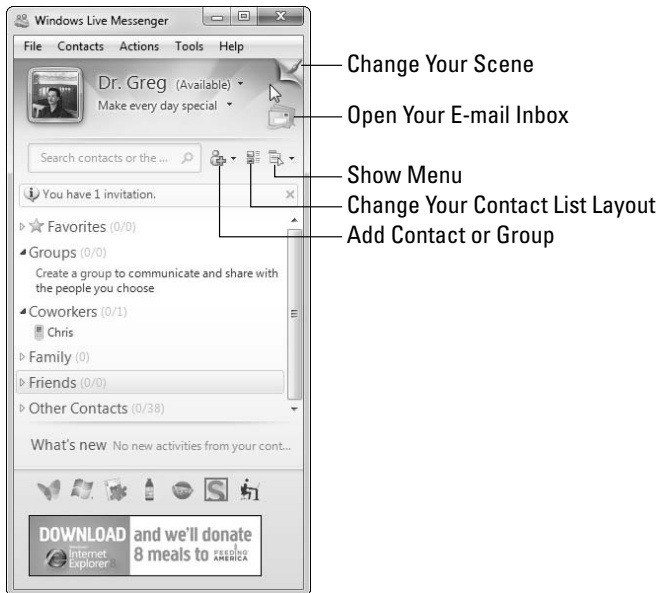 Windows Live Messenger
File Contacts Actions Tools Help
Dr. Greg (Available)
Make every day special
Search contacts or the ...
You have 1 invitation.
Favorites (0/0)
Groups (0/0)
Create a group to communicate and share with
the people you choose
Coworkers (0/1)
Chris
Family (0)
Friends (0/0)
Other Contacts (0/38)
What's new No new activities from your cont...
S
DOWNLOAD and we'll donate
Windows
Internet
Explorer 8
8 meals to FEEDING
AMERICA
Change Your Scene
Open Your E-mail Inbox
Show Menu
Change Your Contact List Layout
Add Contact or Group